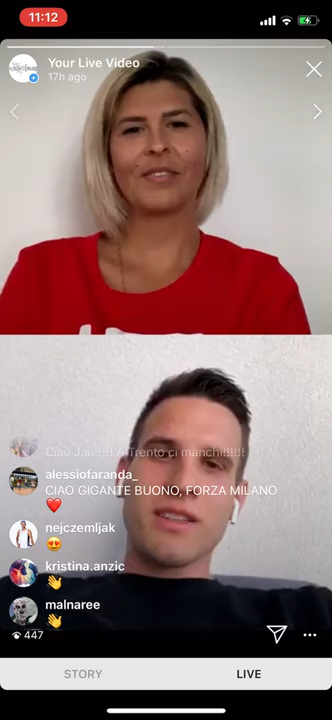 11:12
Your Live Video
17h ago
Ciao Jan!!!!! A Trento ci manchi!!!!!!
alessiofaranda_
CIAO GIGANTE BUONO, FORZA MILANO
❤️
nejczemljak
😍
kristina.anzic
👋
malnaree
👋
447
STORY
LIVE